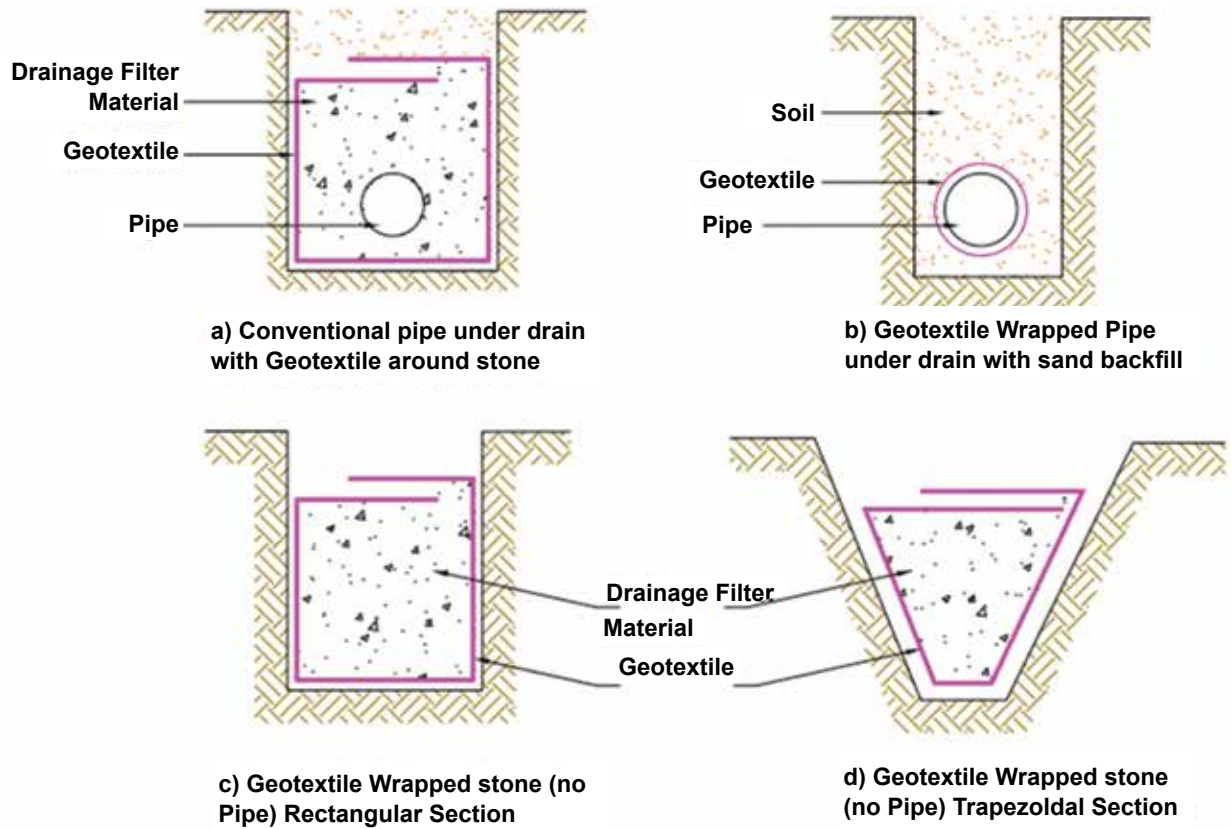 Drainage Filter
Material
Geotextile
Pipe
a) Conventional pipe under drain
with Geotextile around stone
Soil
Geotextile
Pipe
b) Geotextile Wrapped Pipe
under drain with sand backfill
Drainage Filter
Material
Geotextile
c) Geotextile Wrapped stone (no
Pipe) Rectangular Section
d) Geotextile Wrapped stone
(no Pipe) Trapezoldal Section